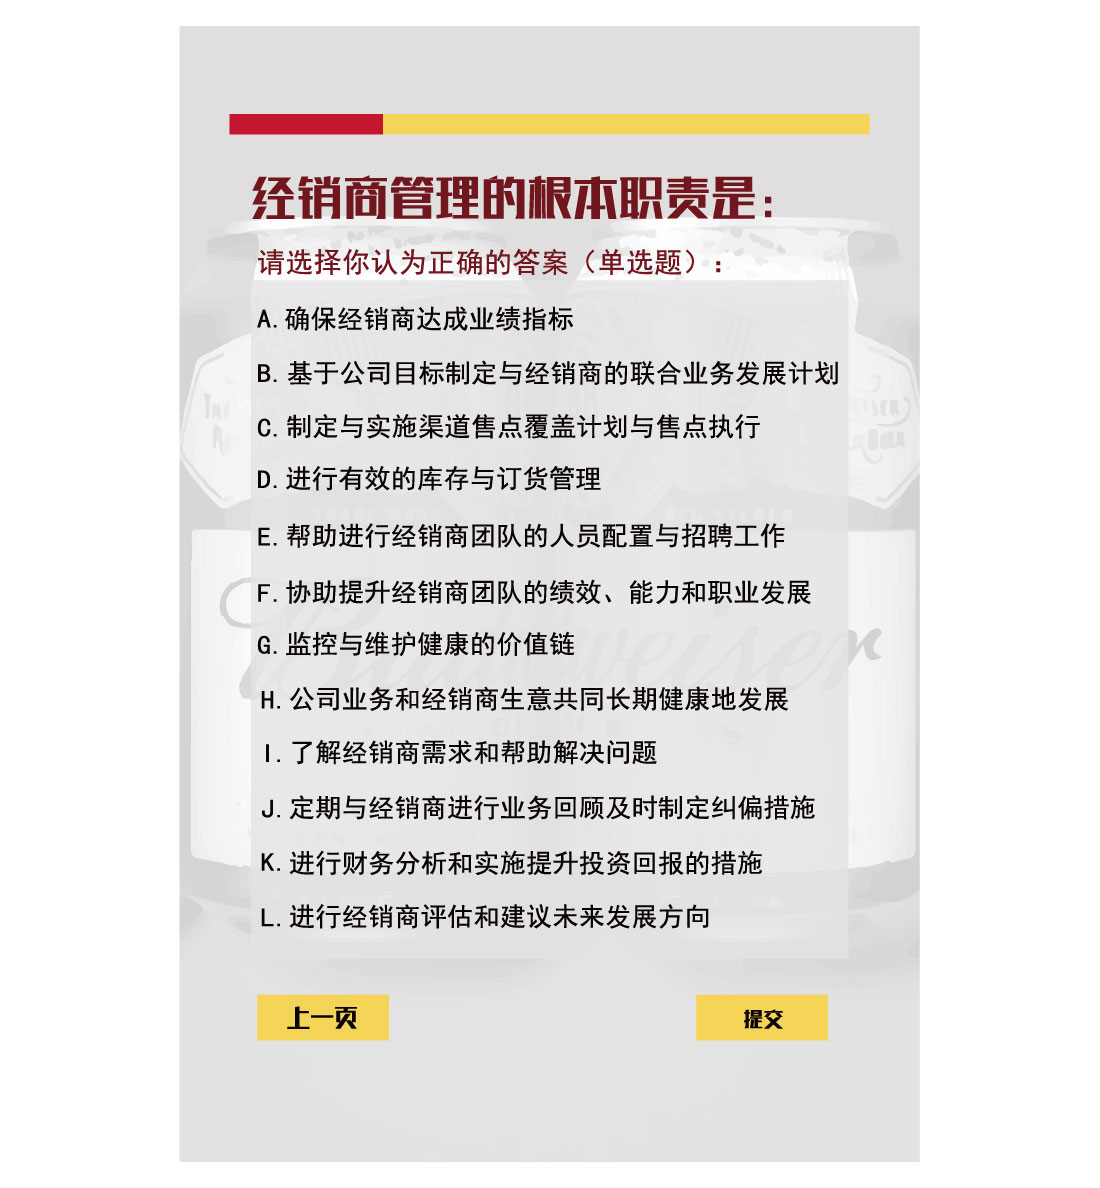 经销商管理的根本职责是：
请选择你认为正确的答案（单选题）：
A. 确保经销商达成业绩指标
B. 基于公司目标制定与经销商的联合业务发展计划
C. 制定与实施渠道售点覆盖计划与售点执行
D. 进行有效的库存与订货管理
E. 帮助进行经销商团队的人员配置与招聘工作
F. 协助提升经销商团队的绩效、能力和职业发展
G. 监控与维护健康的价值链
Budweiser
H. 公司业务和经销商生意共同长期健康地发展
I. 了解经销商需求和帮助解决问题
J. 定期与经销商进行业务回顾及时制定纠偏措施
K. 进行财务分析和实施提升投资回报的措施
L. 进行经销商评估和建议未来发展方向
上一页
提交